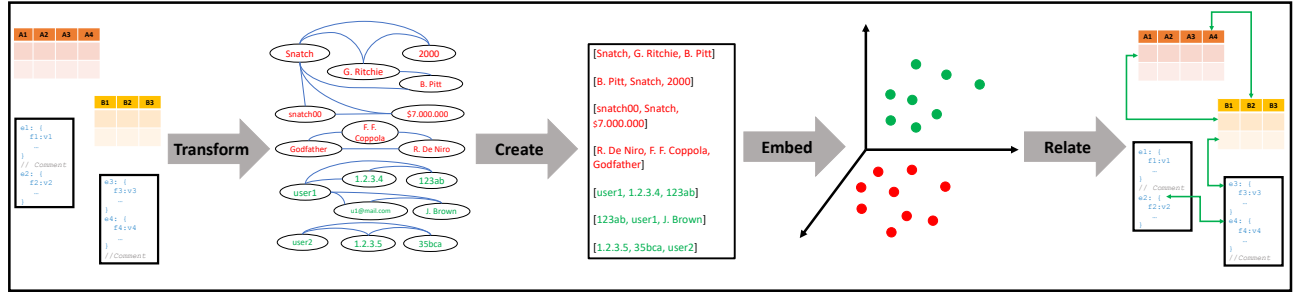 A1 A2 A3 A4
B1 B2 B3
e1: {
f1:v1
…
}
// Comment
e2: {
f2:v2
…
}
e3: {
f3:v3
…
}
e4: {
f4:v4
…
}
//Comment
Transform
Snatch
2000
G. Ritchie
B. Pitt
snatch00
$7.000.000
F. F.
Coppola
Godfather
R. De Niro
1.2.3.4
123ab
user1
u1@mail.com
J. Brown
user2
1.2.3.5
35bca
Create
[Snatch, G. Ritchie, B. Pitt]
[B. Pitt, Snatch, 2000]
[snatch00, Snatch,
$7.000.000]
[R. De Niro, F. F. Coppola,
Godfather]
[user1, 1.2.3.4, 123ab]
[123ab, user1, J. Brown]
[1.2.3.5, 35bca, user2]
Embed
Relate
A1 A2 A3 A4
B1 B2 B3
e1: {
f1:v1
…
}
// Comment
e2: {
f2:v2
…
{
e3: {
f3:v3
…
}
e4: {
f4:v4
…
}
//Comment